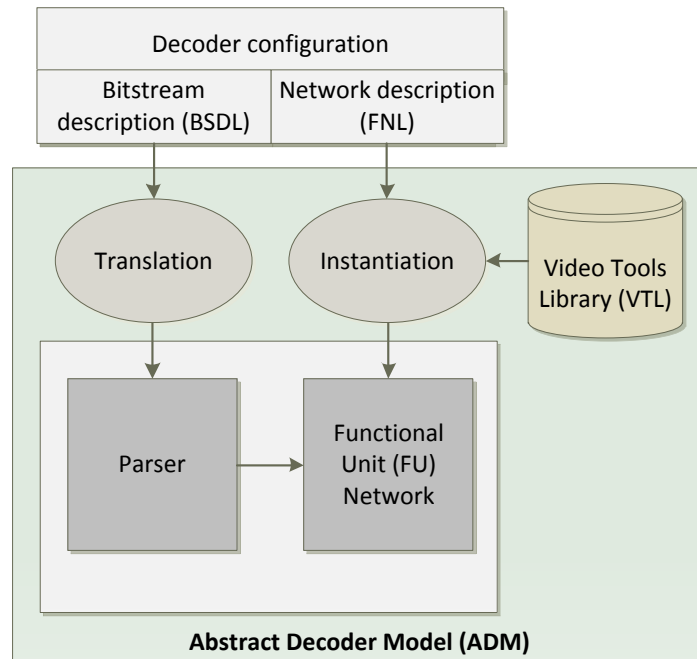 Decoder configuration
Bitstream
description (BSDL)
Network description
(FNL)
Translation
Instantiation
Video Tools
Library (VTL)
Parser
Functional
Unit (FU)
Network
Abstract Decoder Model (ADM)